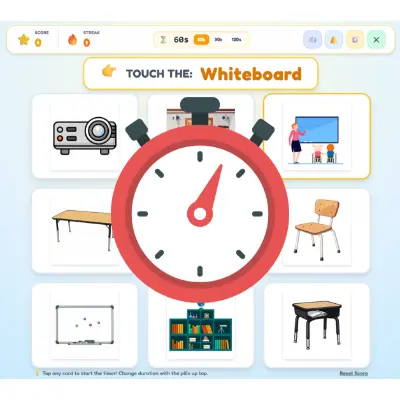 SCORE
0
STREAK
0
60s
60s
90s
120s
TOUCH THE: Whiteboard
Tap any card to start the timer! Change duration with the pills up top.
Reset Score